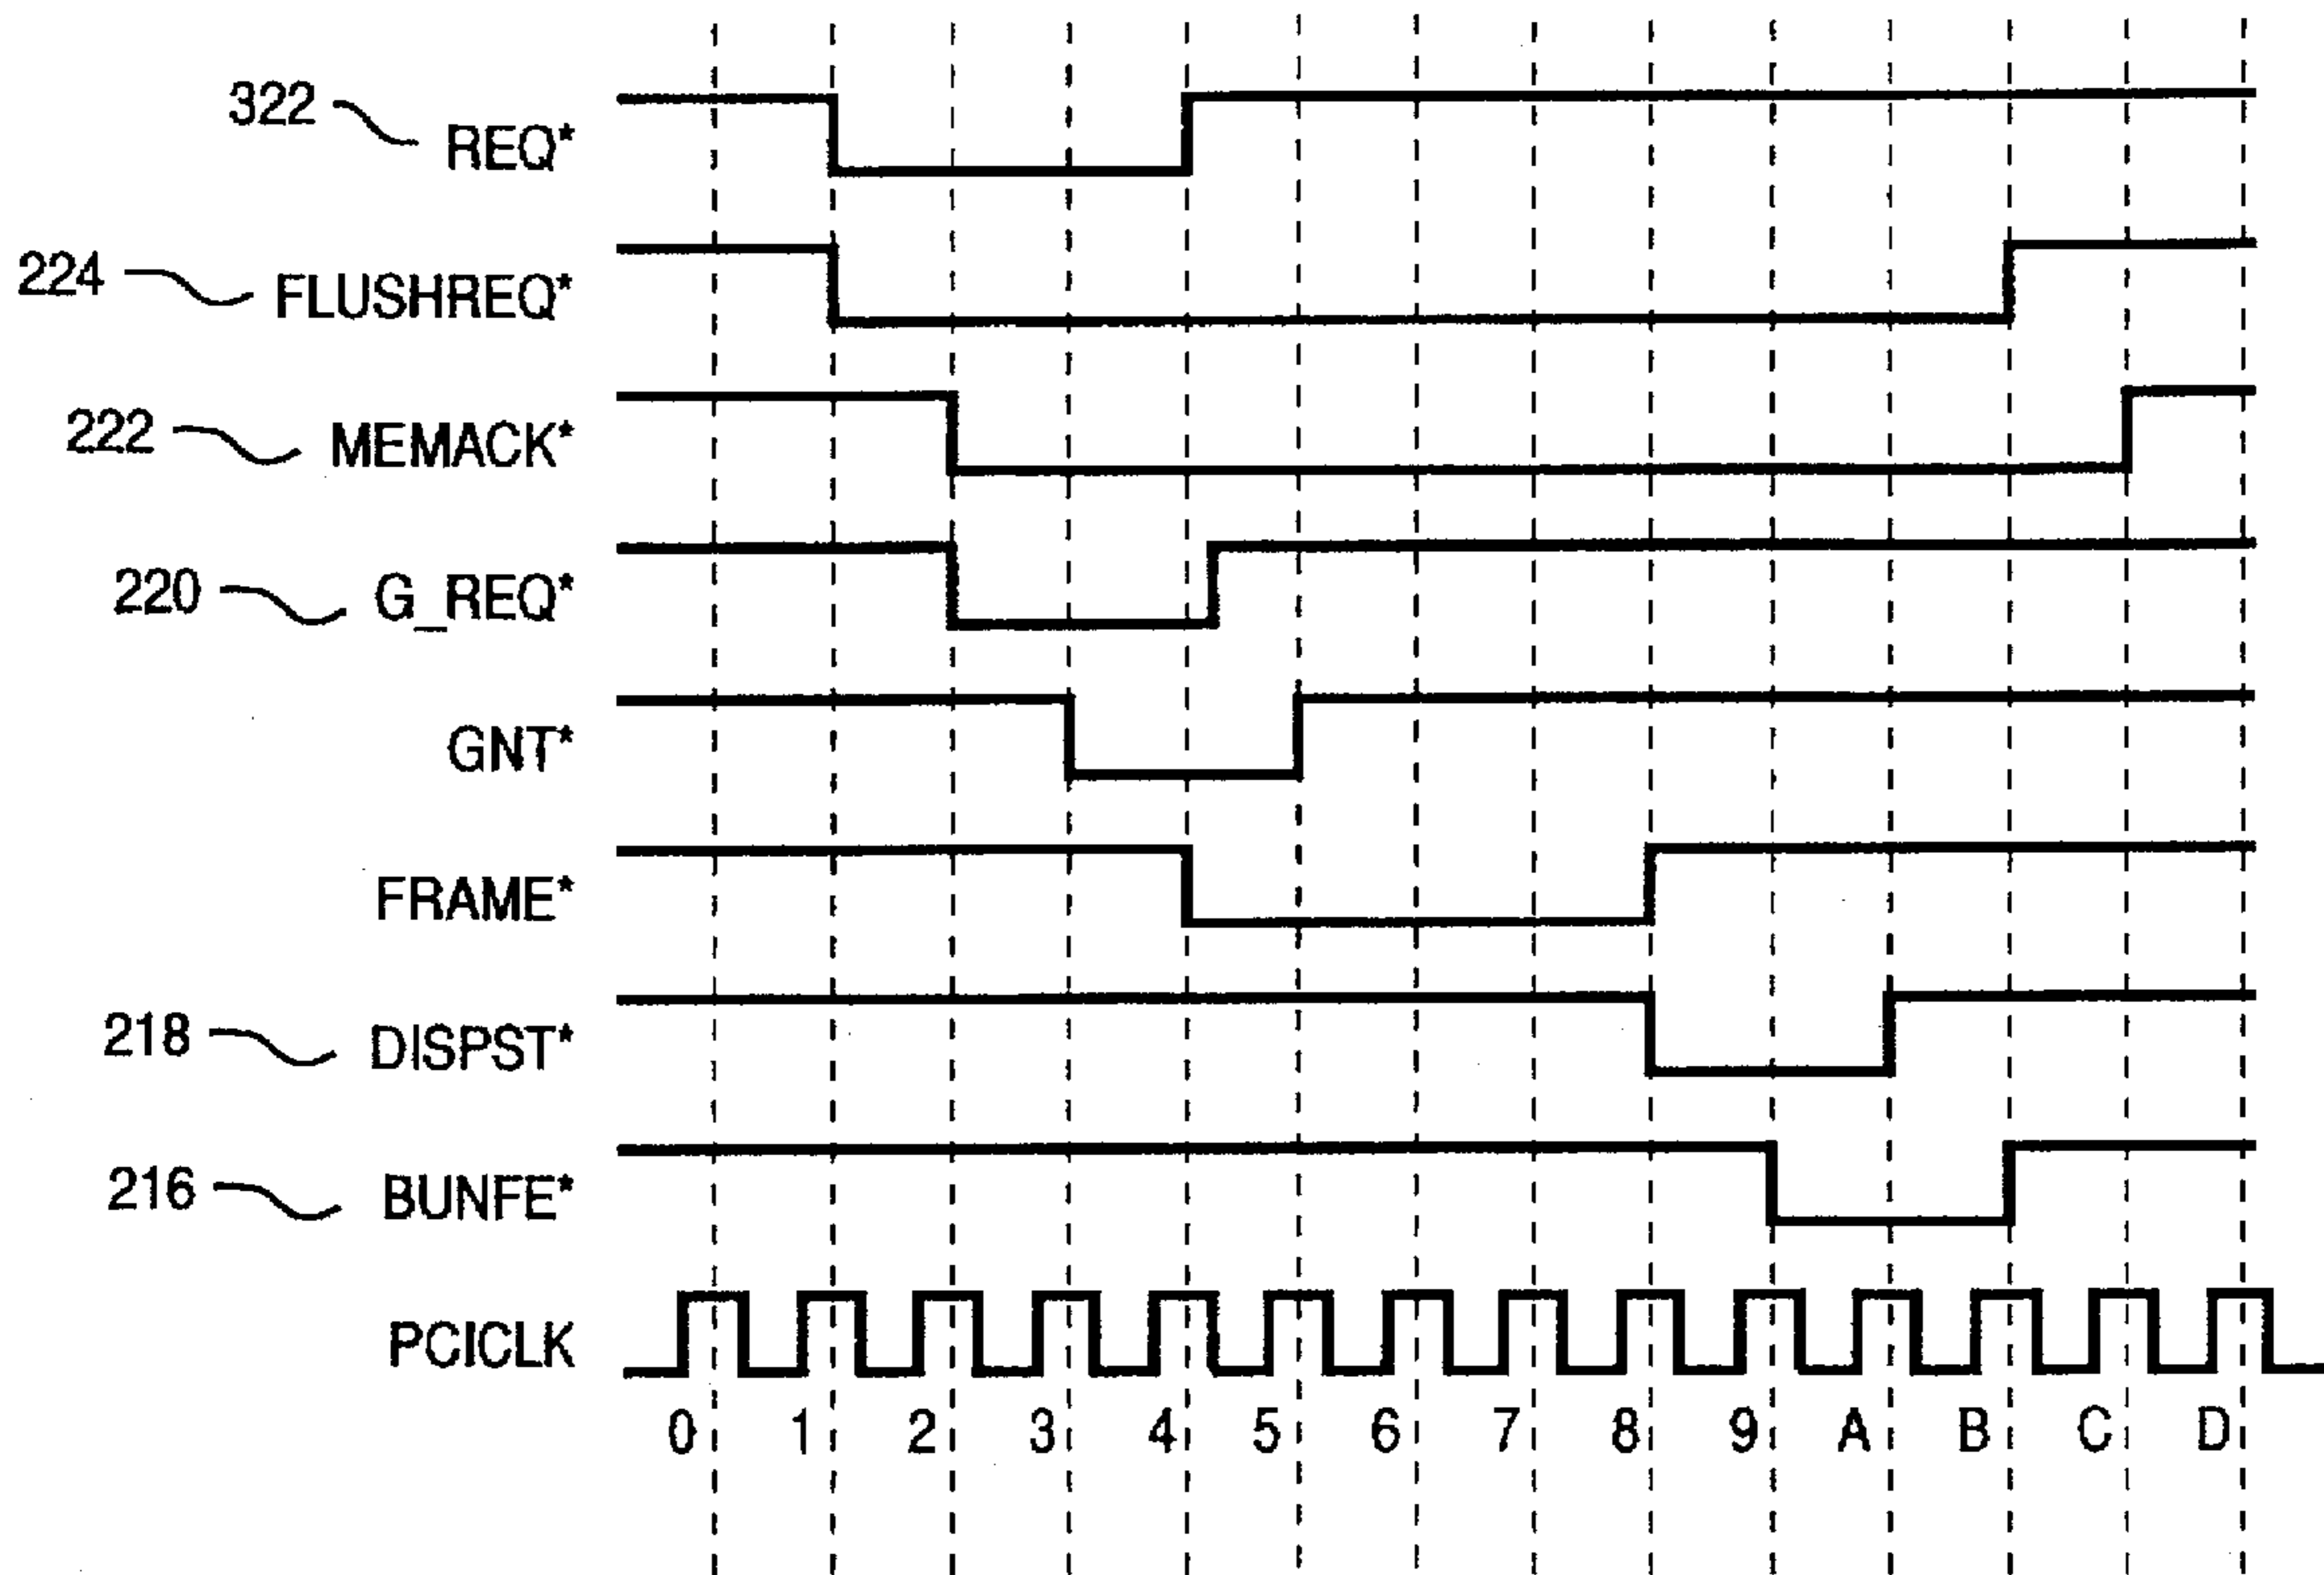 322 REQ*
224 FLUSHREQ*
222 MEMACK*
220 G_REQ*
GNT*
FRAME*
218 DISPST*
216 BUNFE*
PCICLK
0 1 2 3 4 5 6 7 8 9 A B C D